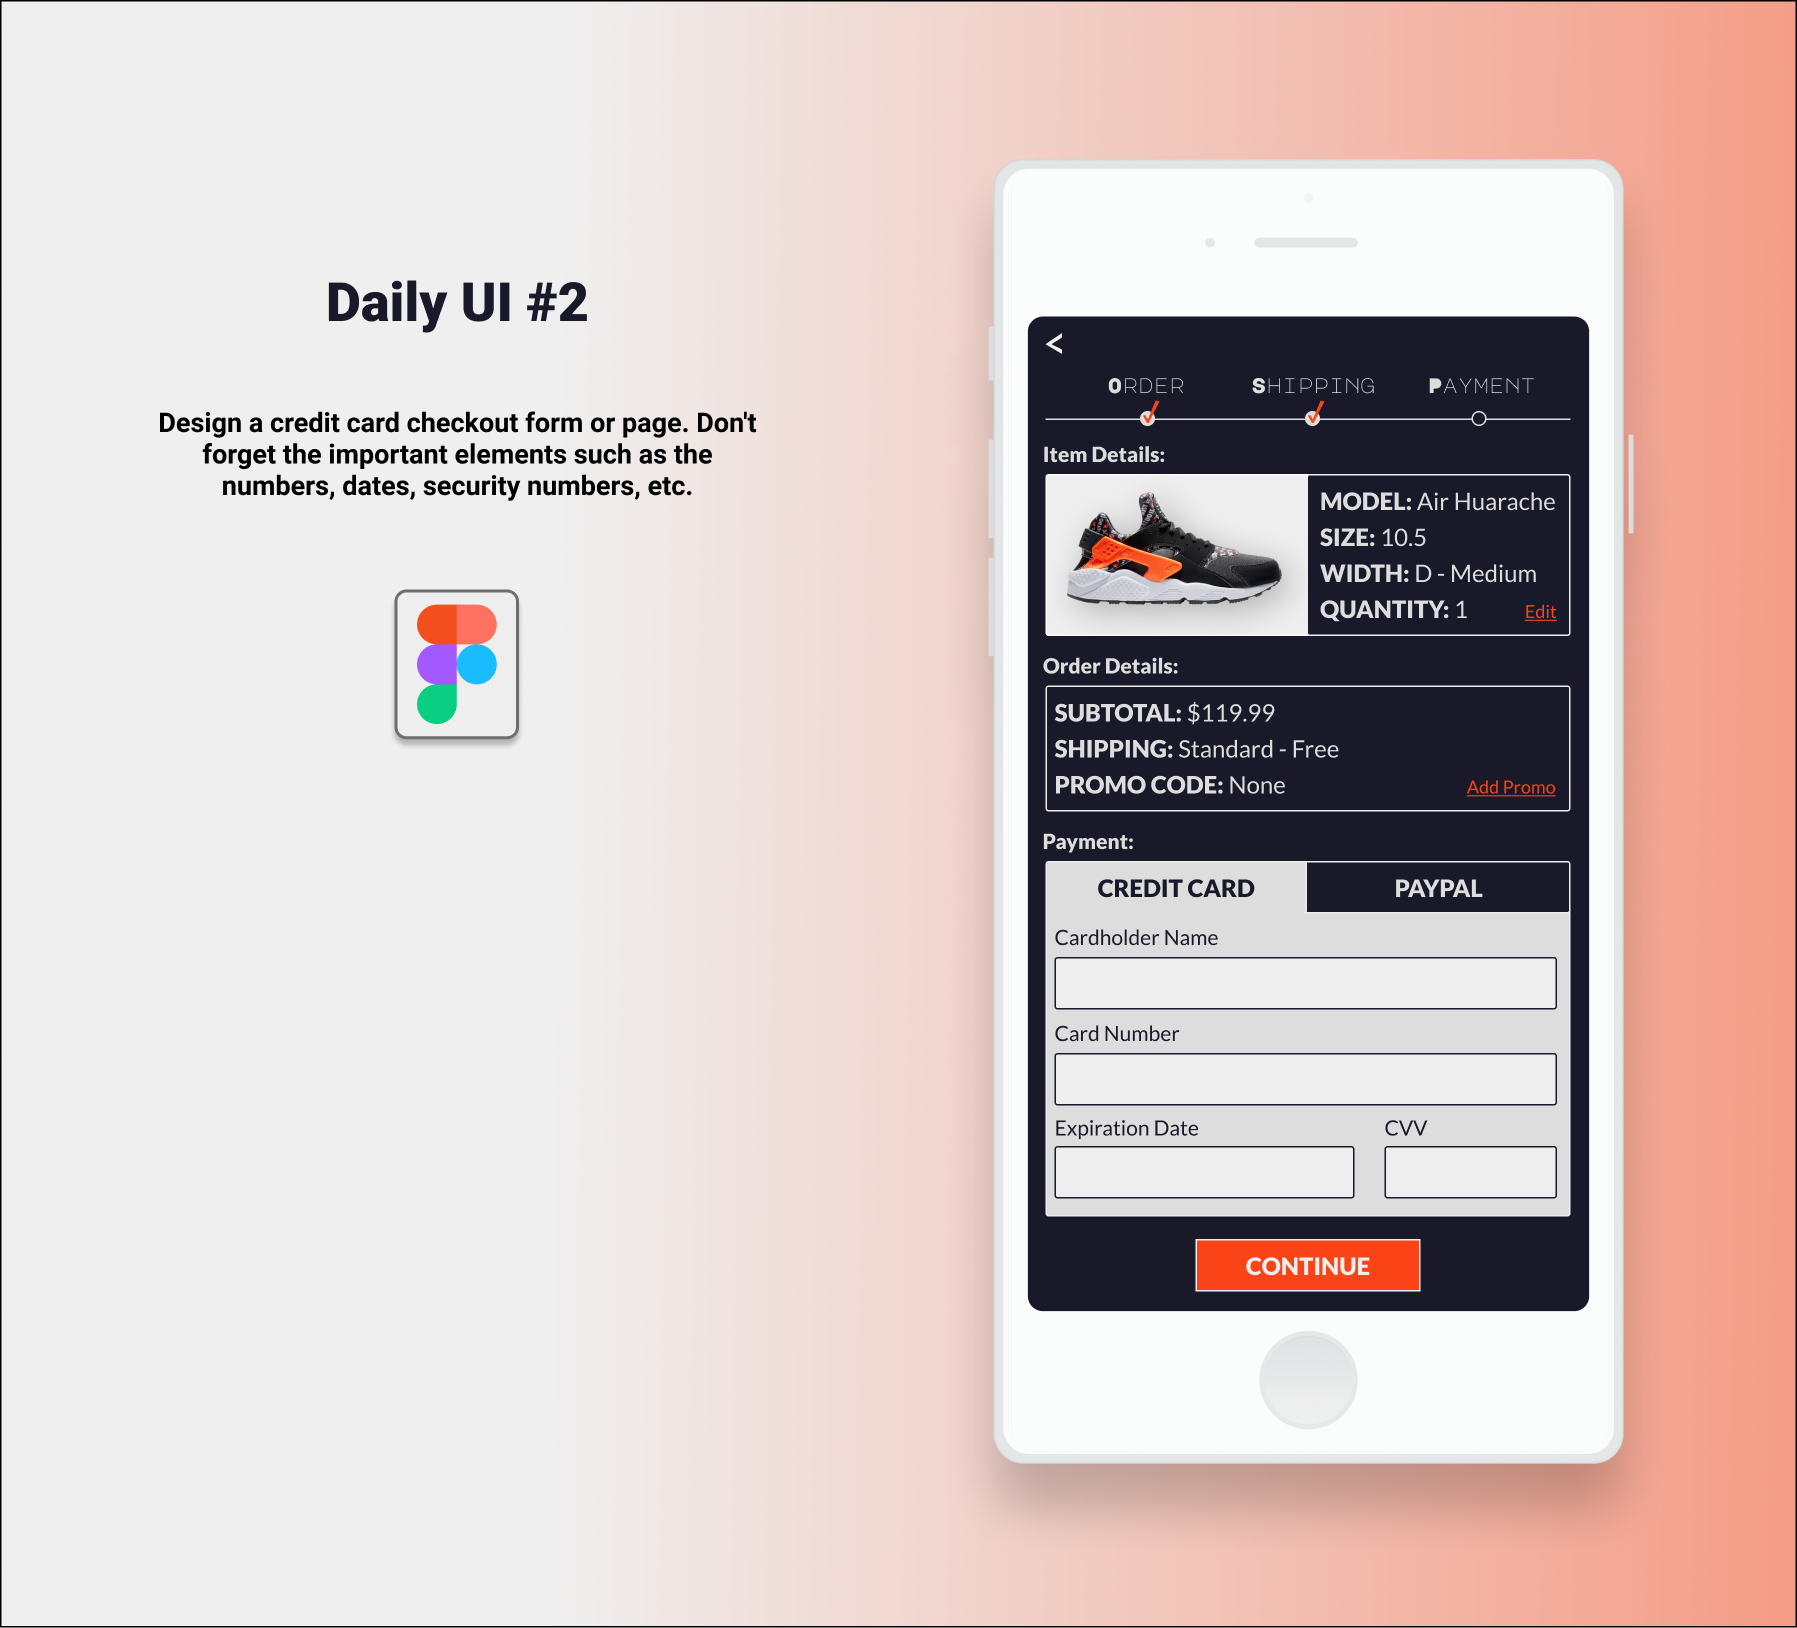 Daily UI #2
Design a credit card checkout form or page. Don't
forget the important elements such as the
numbers, dates, security numbers, etc.
<
ORDER SHIPPING PAYMENT
Item Details:
MODEL: Air Huarache
SIZE: 10.5
WIDTH: D - Medium
QUANTITY: 1 Edit
Order Details:
SUBTOTAL: $119.99
SHIPPING: Standard - Free
PROMO CODE: None Add Promo
Payment:
CREDIT CARD PAYPAL
Cardholder Name
Card Number
Expiration Date CVV
CONTINUE